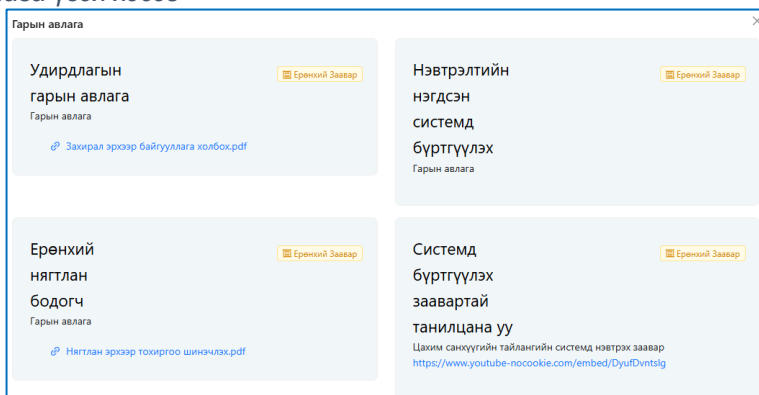 Гарын авлага
Удирдлагын
гарын авлага
Ерөнхий Заавар
Гарын авлага
Захирал эрхээр байгууллага холбох.pdf
Нэвтрэлтийн
нэгдсэн
системд
бүртгүүлэх
Ерөнхий Заавар
Гарын авлага
Ерөнхий
нягтлан
бодогч
Ерөнхий Заавар
Гарын авлага
Нягтлан эрхээр тохиргоо шинэчлэх.pdf
Системд
бүртгүүлэх
заавартай
танилцана уу
Ерөнхий Заавар
Цахим санхүүгийн тайлангийн системд нэвтрэх заавар
https://www.youtube-nocookie.com/embed/DyufDvntsIg